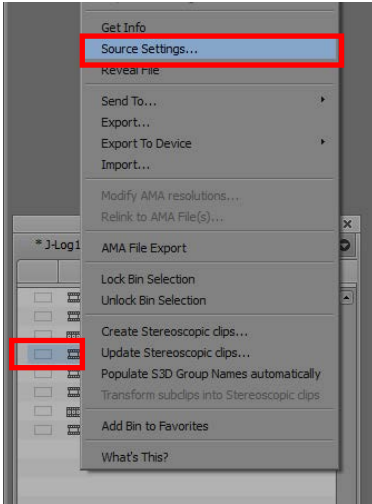 Get Info
Source Settings...
Reveal File
Send To...
Export...
Export To Device
Import...
Modify AMA resolutions...
Relink to AMA File(s)...
* J-Log1
AMA File Export
Lock Bin Selection
Unlock Bin Selection
Create Stereoscopic clips...
Update Stereoscopic clips...
Populate S3D Group Names automatically
Transform subclips into Stereoscopic clips
Add Bin to Favorites
What's This?